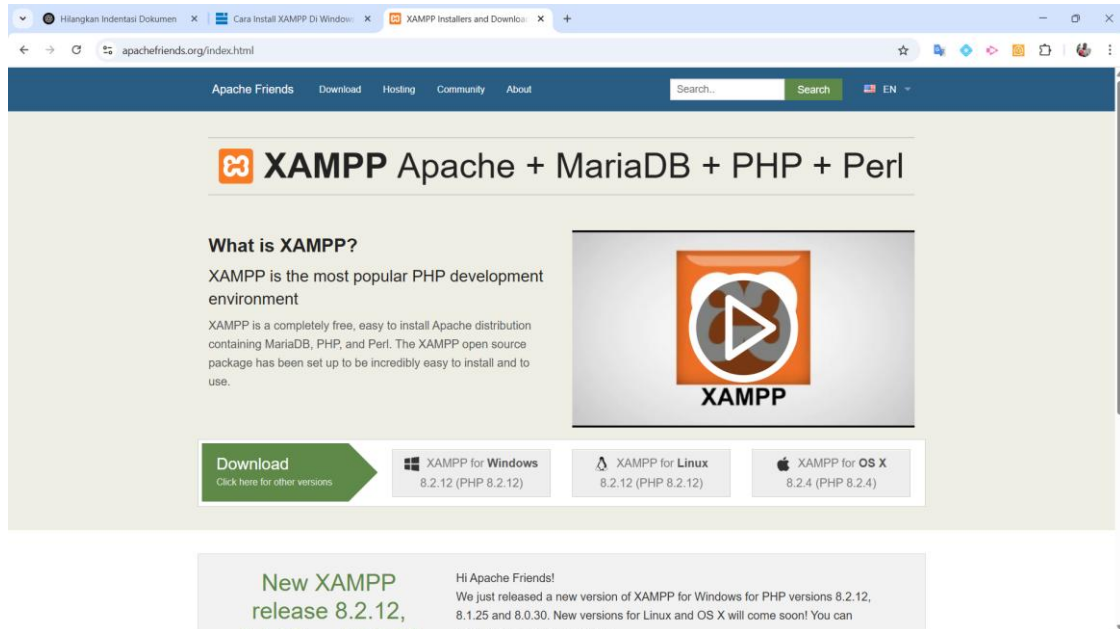 Hilangkan Indentasi Dokumen
Cara Install XAMPP Di Window
XAMPP Installers and Downloa
apachefriends.org/index.html
Apache Friends Download Hosting Community About Search... Search EN
XAMPP Apache + MariaDB + PHP + Perl
What is XAMPP?
XAMPP is the most popular PHP development
environment
XAMPP is a completely free, easy to install Apache distribution
containing MariaDB, PHP, and Perl. The XAMPP open source
package has been set up to be incredibly easy to install and to
use.
XAMPP
Download
Click here for other versions
XAMPP for Windows
8.2.12 (PHP 8.2.12)
XAMPP for Linux
8.2.12 (PHP 8.2.12)
XAMPP for OS X
8.2.4 (PHP 8.2.4)
New XAMPP
release 8.2.12,
Hi Apache Friends!
We just released a new version of XAMPP for Windows for PHP versions 8.2.12,
8.1.25 and 8.0.30. New versions for Linux and OS X will come soon! You can